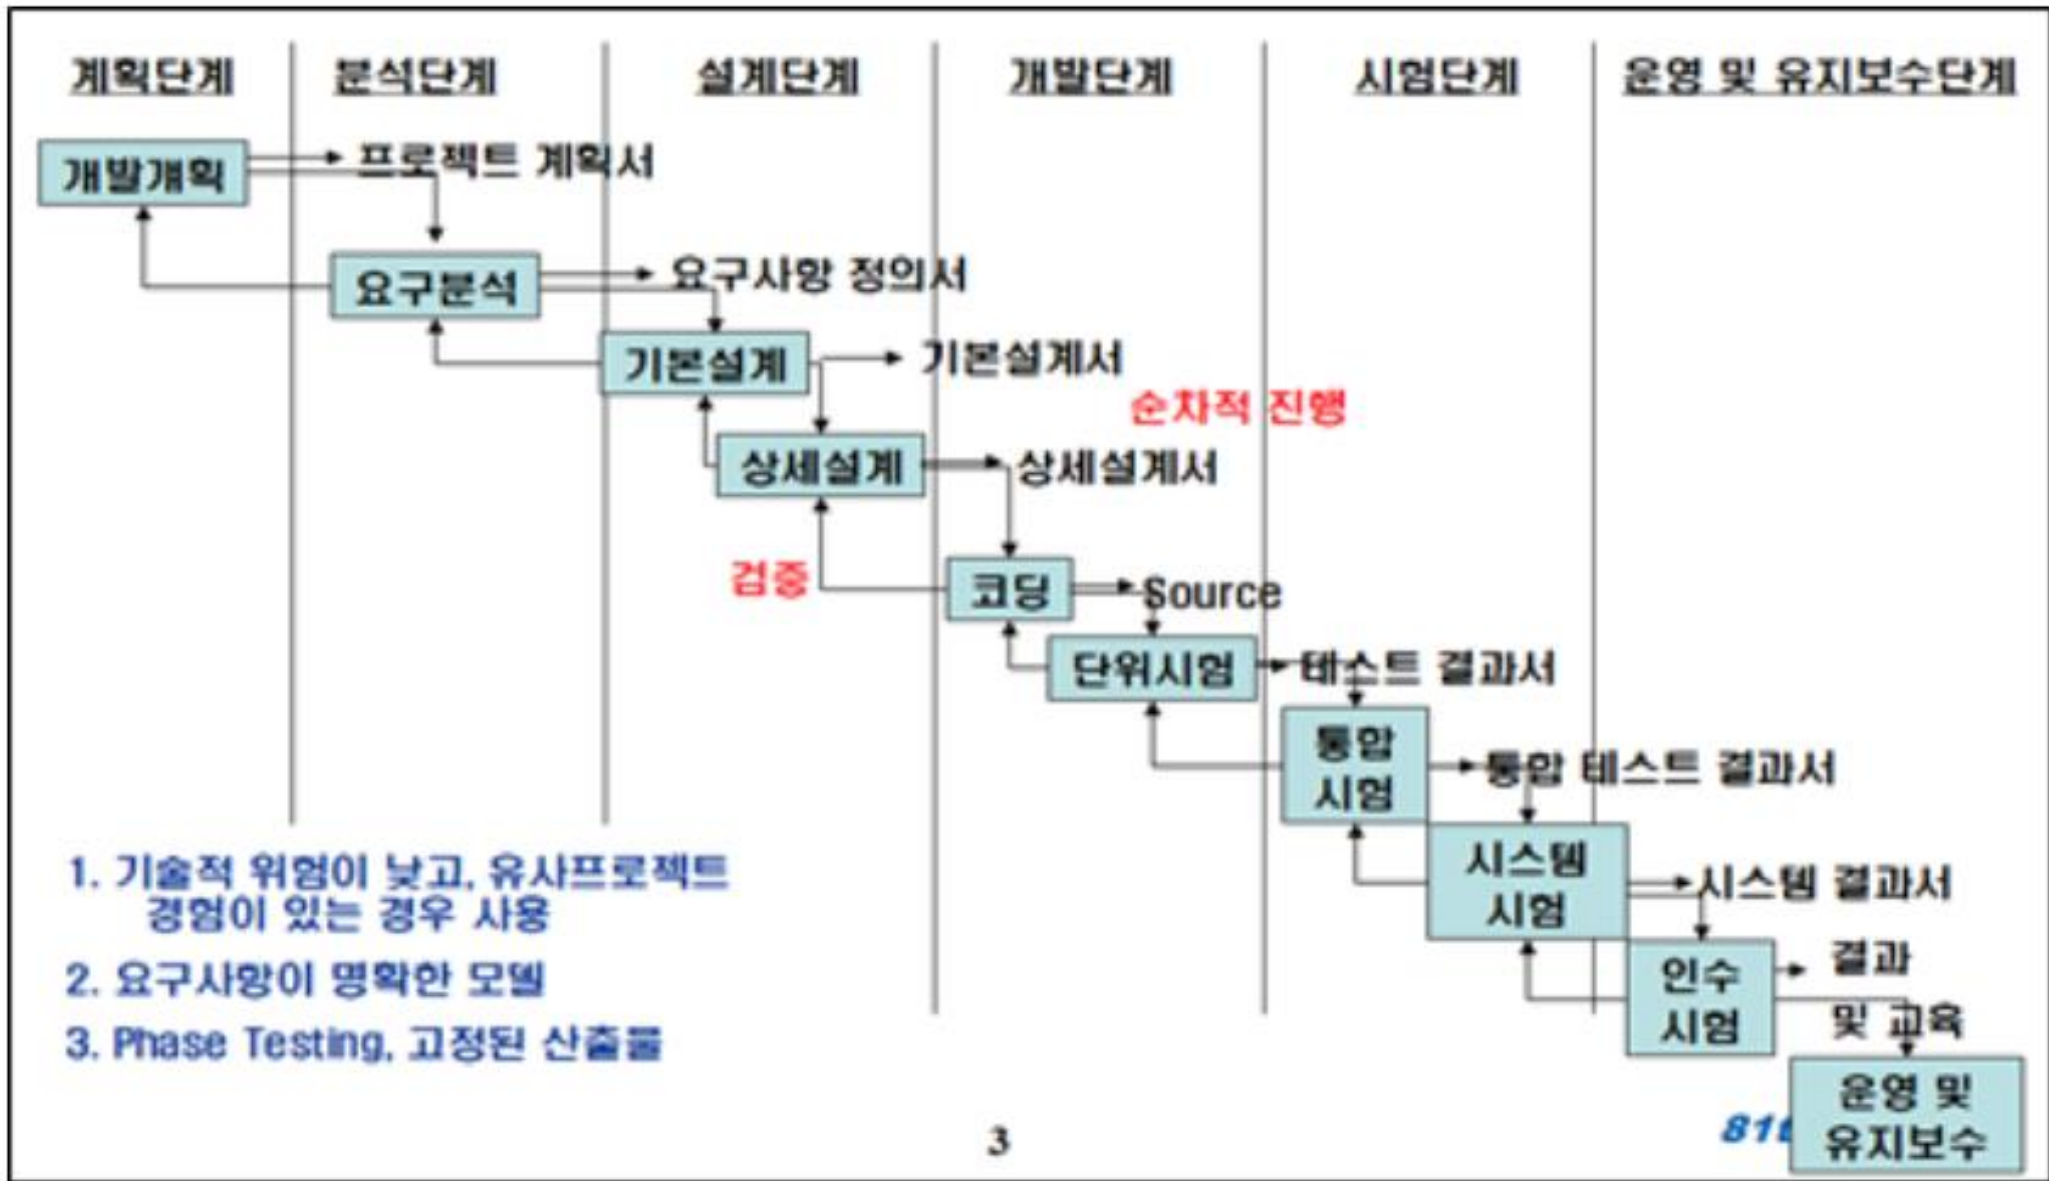 계획단계
분석단계
설계단계
개발단계
시험단계
운영 및 유지보수단계
개발계획
프로젝트 계획서
요구분석
요구사항 정의서
기본설계
기본설계서
순차적 진행
상세설계
상세설계서
검증
코딩
Source
단위시험
테스트 결과서
통합
시험
통합 테스트 결과서
시스템
시험
시스템 결과서
인수
시험
결과
및 교육
운영 및
유지보수
1. 기술적 위험이 낮고, 유사프로젝트
경험이 있는 경우 사용
2. 요구사항이 명확한 모델
3. Phase Testing, 고정된 산출물
3